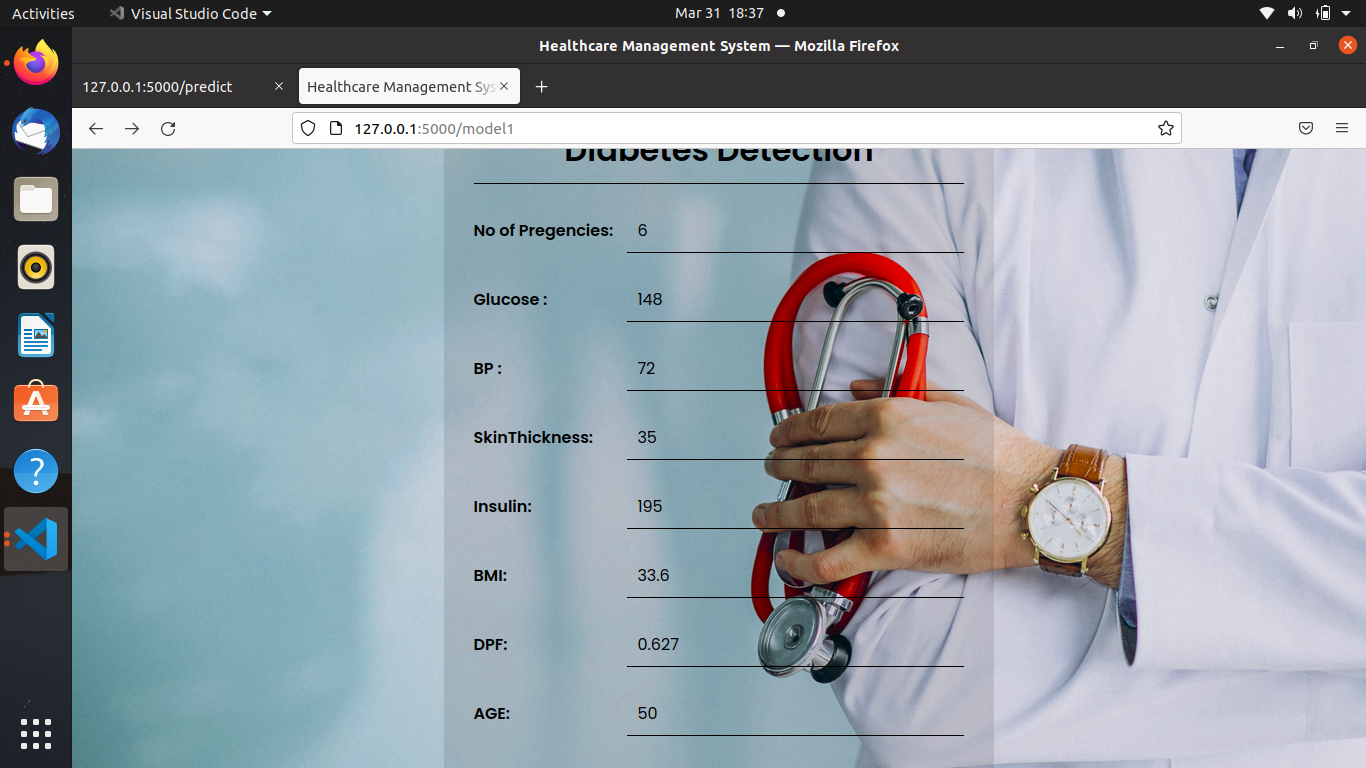 Activities Visual Studio Code Mar 31 18:37
Healthcare Management System — Mozilla Firefox
127.0.0.1:5000/predict Healthcare Management Sys
127.0.0.1:5000/model1
Diabetes Detection
No of Pregencies: 6
Glucose : 148
BP : 72
SkinThickness: 35
Insulin: 195
BMI: 33.6
DPF: 0.627
AGE: 50